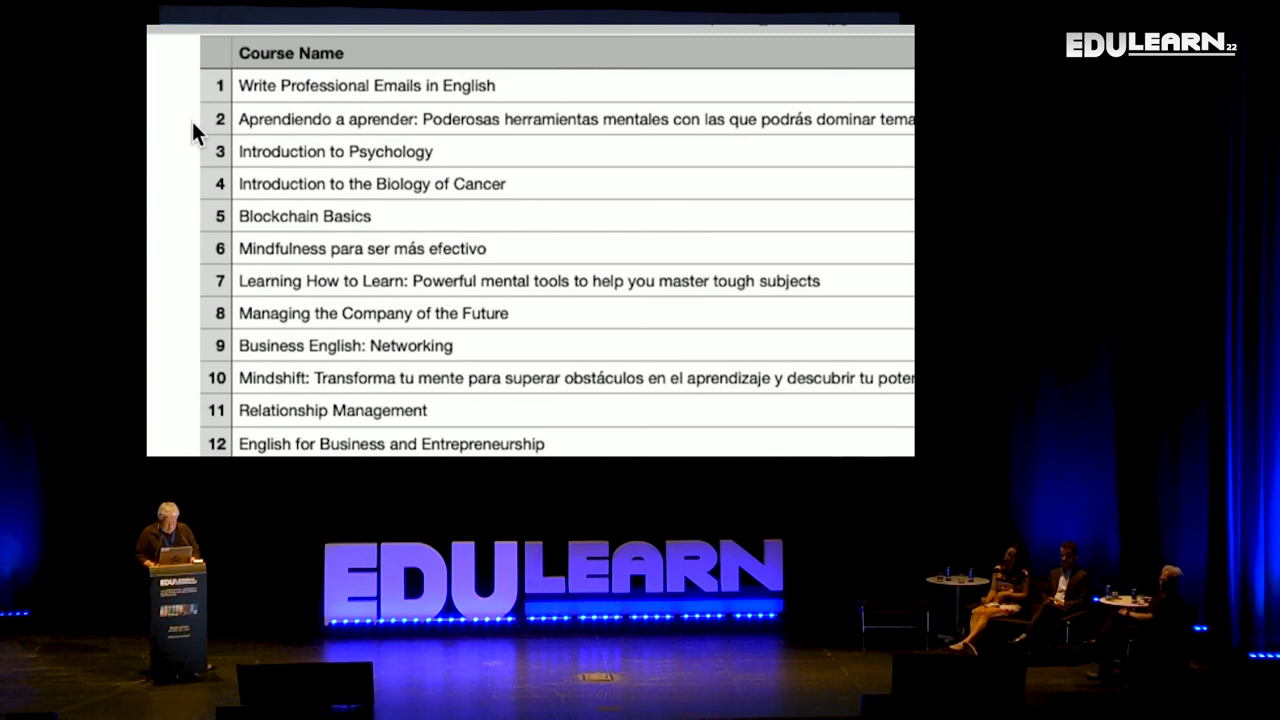 Course Name
1 Write Professional Emails in English
2 Aprendiendo a aprender: Poderosas herramientas mentales con las que podrás dominar tema
3 Introduction to Psychology
4 Introduction to the Biology of Cancer
5 Blockchain Basics
6 Mindfulness para ser más efectivo
7 Learning How to Learn: Powerful mental tools to help you master tough subjects
8 Managing the Company of the Future
9 Business English: Networking
10 Mindshift: Transforma tu mente para superar obstáculos en el aprendizaje y descubrir tu poten
11 Relationship Management
12 English for Business and Entrepreneurship
EDULEARN22
EDULEARN
EDULEARN